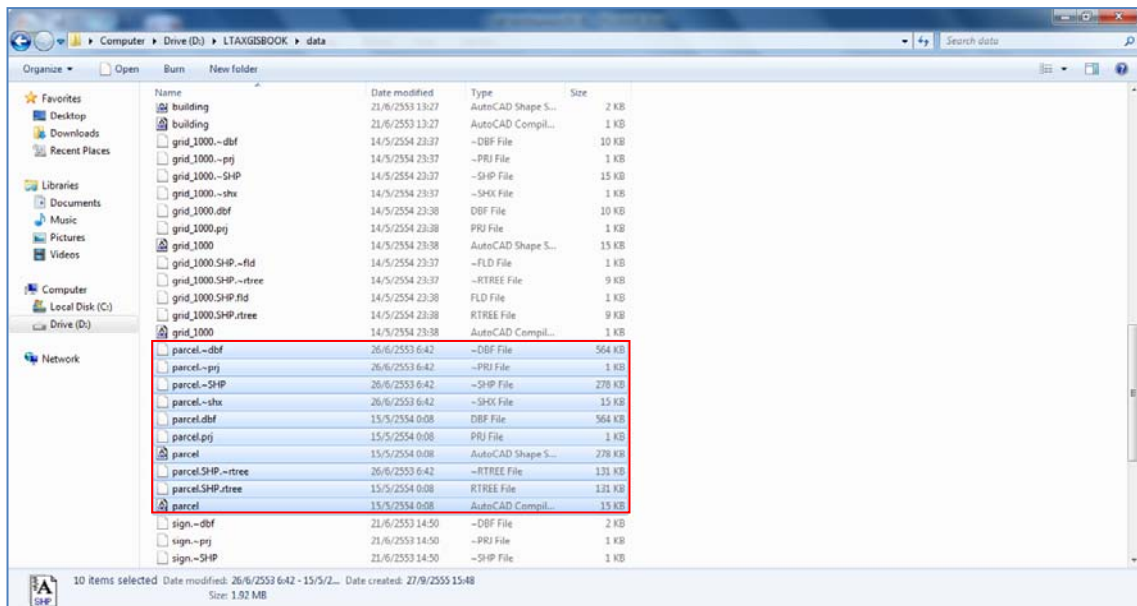 Computer ▸ Drive (D:) ▸ LTAXGISBOOK ▸ data
Search data
Organize Open Burn New folder
Name Date modified Type Size
Favorites
Desktop
Downloads
Recent Places
Libraries
Documents
Music
Pictures
Videos
Computer
Local Disk (C:)
Drive (D:)
Network
building 21/6/2553 13:27 AutoCAD Shape S... 2 KB
building 21/6/2553 13:27 AutoCAD Compil... 1 KB
grid_1000.~dbf 14/5/2554 23:37 ~DBF File 10 KB
grid_1000.~prj 14/5/2554 23:37 ~PRJ File 1 KB
grid_1000.~SHP 14/5/2554 23:37 ~SHP File 15 KB
grid_1000.~shx 14/5/2554 23:37 ~SHX File 1 KB
grid_1000.dbf 14/5/2554 23:38 DBF File 10 KB
grid_1000.prj 14/5/2554 23:38 PRJ File 1 KB
grid_1000 14/5/2554 23:38 AutoCAD Shape S... 15 KB
grid_1000.SHP.~fld 14/5/2554 23:37 ~FLD File 1 KB
grid_1000.SHP.~rtree 14/5/2554 23:37 ~RTREE File 9 KB
grid_1000.SHP.fld 14/5/2554 23:38 FLD File 1 KB
grid_1000.SHP.rtree 14/5/2554 23:38 RTREE File 9 KB
grid_1000 14/5/2554 23:38 AutoCAD Compil... 1 KB
parcel.~dbf 26/6/2553 6:42 ~DBF File 564 KB
parcel.~prj 26/6/2553 6:42 ~PRJ File 1 KB
parcel.~SHP 26/6/2553 6:42 ~SHP File 278 KB
parcel.~shx 26/6/2553 6:42 ~SHX File 15 KB
parcel.dbf 15/5/2554 0:08 DBF File 564 KB
parcel.prj 15/5/2554 0:08 PRJ File 1 KB
parcel 15/5/2554 0:08 AutoCAD Shape S... 278 KB
parcel.SHP.~rtree 26/6/2553 6:42 ~RTREE File 131 KB
parcel.SHP.rtree 15/5/2554 0:08 RTREE File 131 KB
parcel 15/5/2554 0:08 AutoCAD Compil... 15 KB
sign.~dbf 21/6/2553 14:50 ~DBF File 2 KB
sign.~prj 21/6/2553 14:50 ~PRJ File 1 KB
sign.~SHP 21/6/2553 14:50 ~SHP File 1 KB
10 items selected Date modified: 26/6/2553 6:42 - 15/5/2... Date created: 27/9/2555 15:48
Size: 1.92 MB
SHP